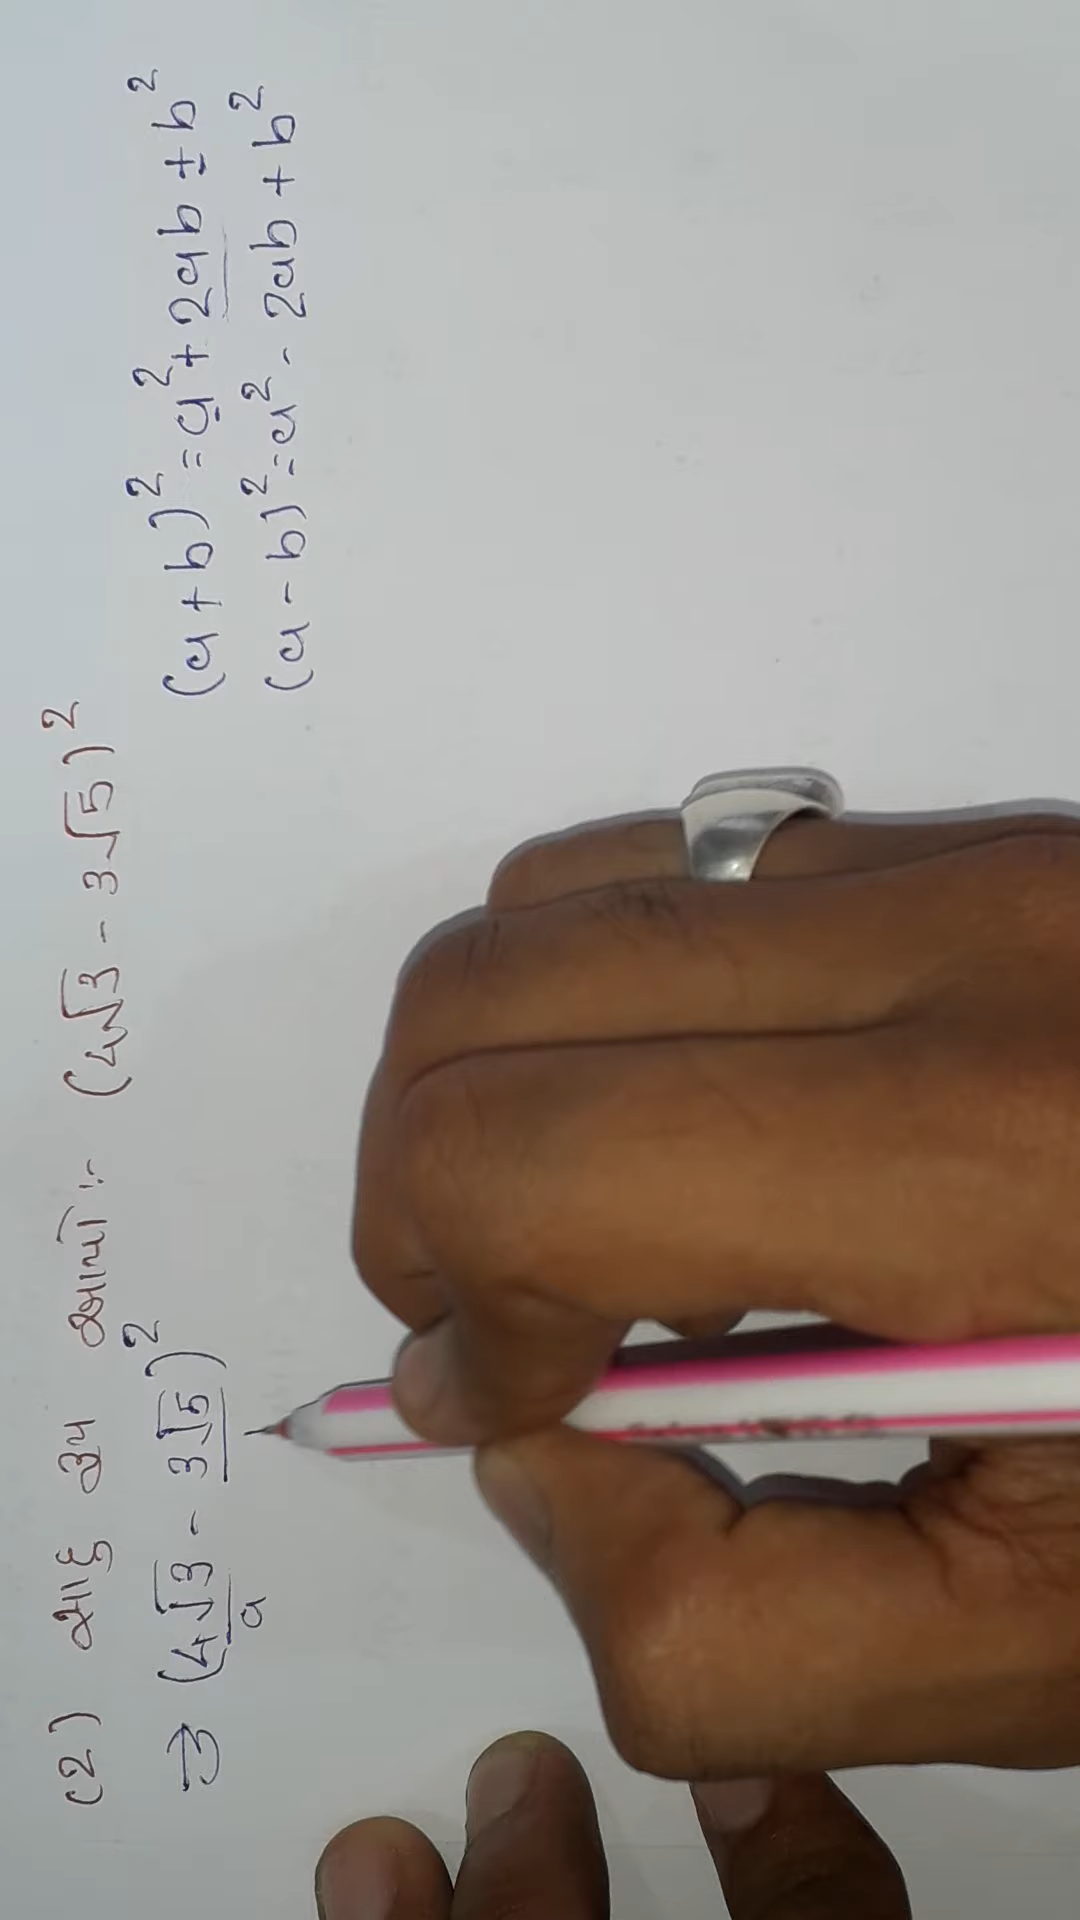 (2) સાદું રૂપ આપો :- (4√3 - 3√5)²
⇒ (4√3 - 3√5)²
a
(a + b)² = a² + 2ab ± b²
(a - b)² = a² - 2ab + b²